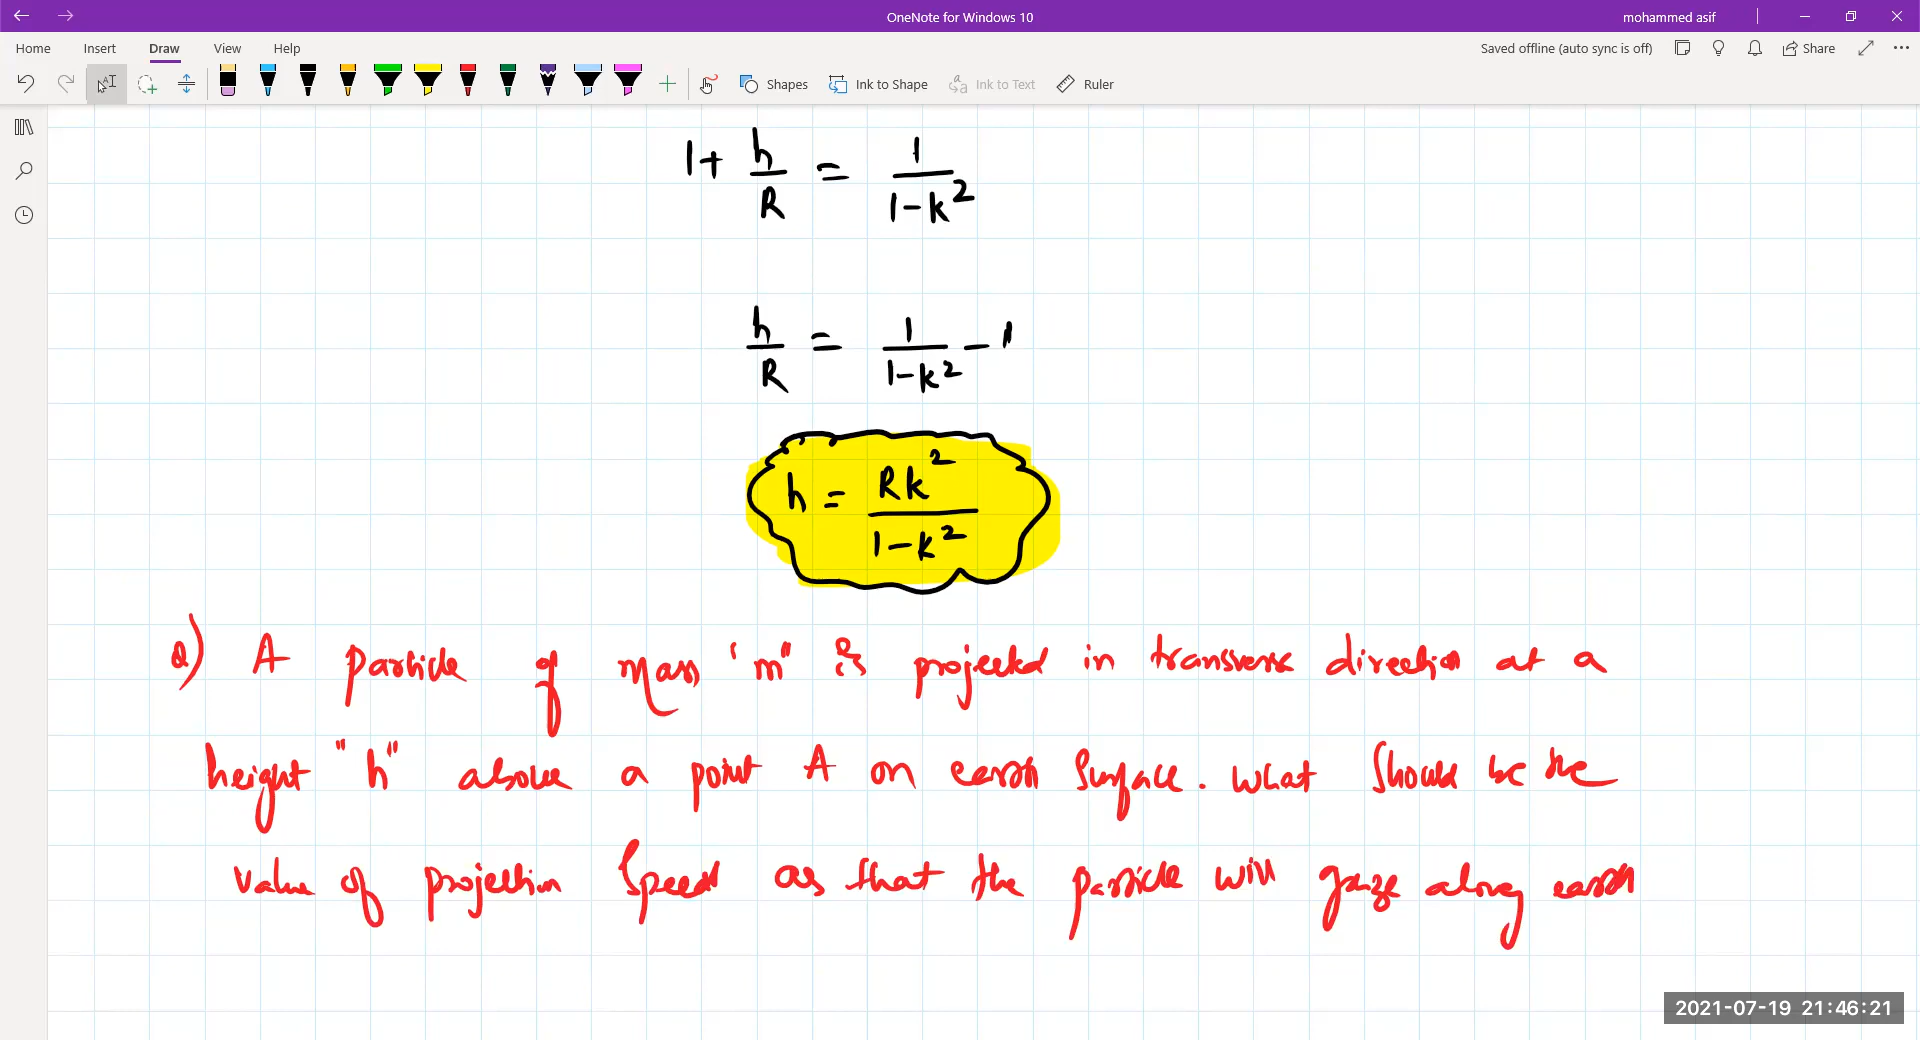 OneNote for Windows 10
mohammed asif
Home Insert Draw View Help
Saved offline (auto sync is off) Share
Shapes Ink to Shape Ink to Text Ruler
1 + h/R = 1/(1-k²)
h/R = 1/(1-k²) - 1
h = Rk²/(1-k²)
Q) A particle of mass "m" is projected in transverse direction at a
height "h" above a point A on earth surface. What should be the
value of projection speed as that the particle will graze along earth
2021-07-19 21:46:21